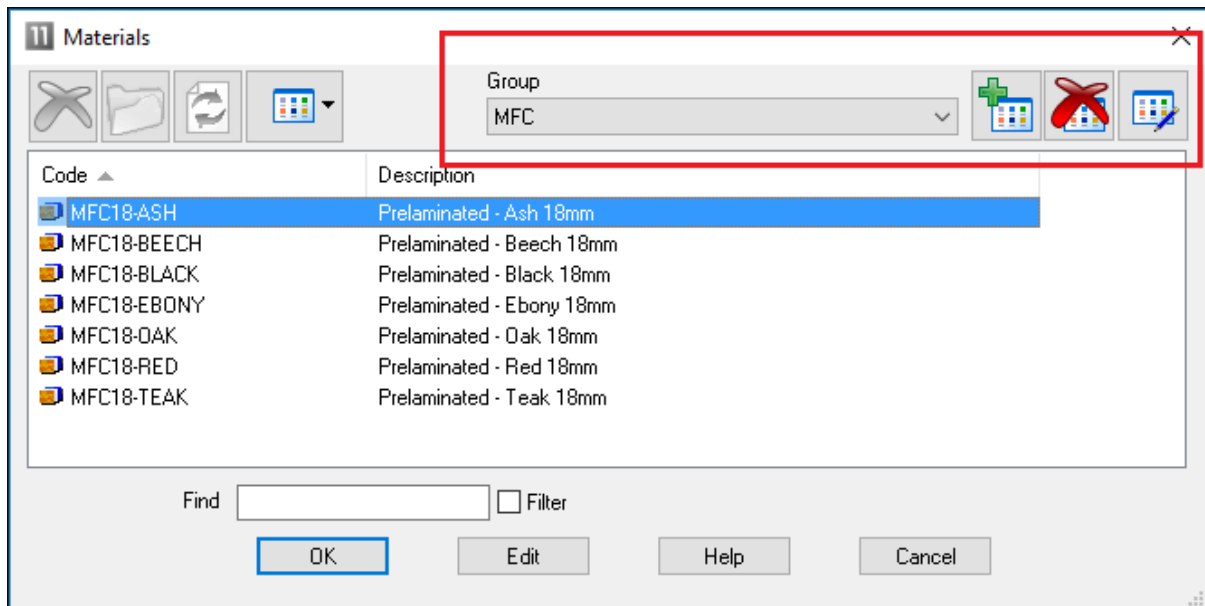 11 Materials
Group
MFC
Code Description
MFC18-ASH Prelaminated - Ash 18mm
MFC18-BEECH Prelaminated - Beech 18mm
MFC18-BLACK Prelaminated - Black 18mm
MFC18-EBONY Prelaminated - Ebony 18mm
MFC18-OAK Prelaminated - Oak 18mm
MFC18-RED Prelaminated - Red 18mm
MFC18-TEAK Prelaminated - Teak 18mm
Find Filter
OK Edit Help Cancel